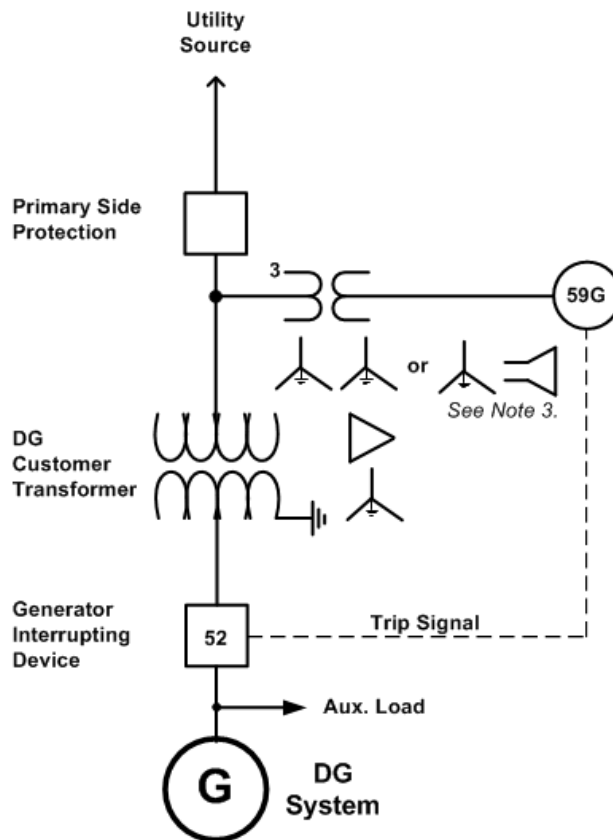 Utility
Source
Primary Side
Protection
3
59G
or
See Note 3.
DG
Customer
Transformer
Generator
Interrupting
Device
52
Trip Signal
Aux. Load
G
DG
System